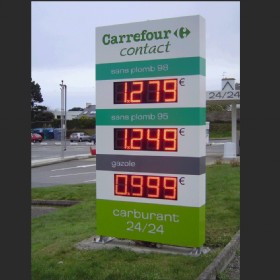 Carrefour
contact
sans plomb 98
1.279 €
sans plomb 95
1.249 €
gazole
0.999 €
carburant
24/24
24/24